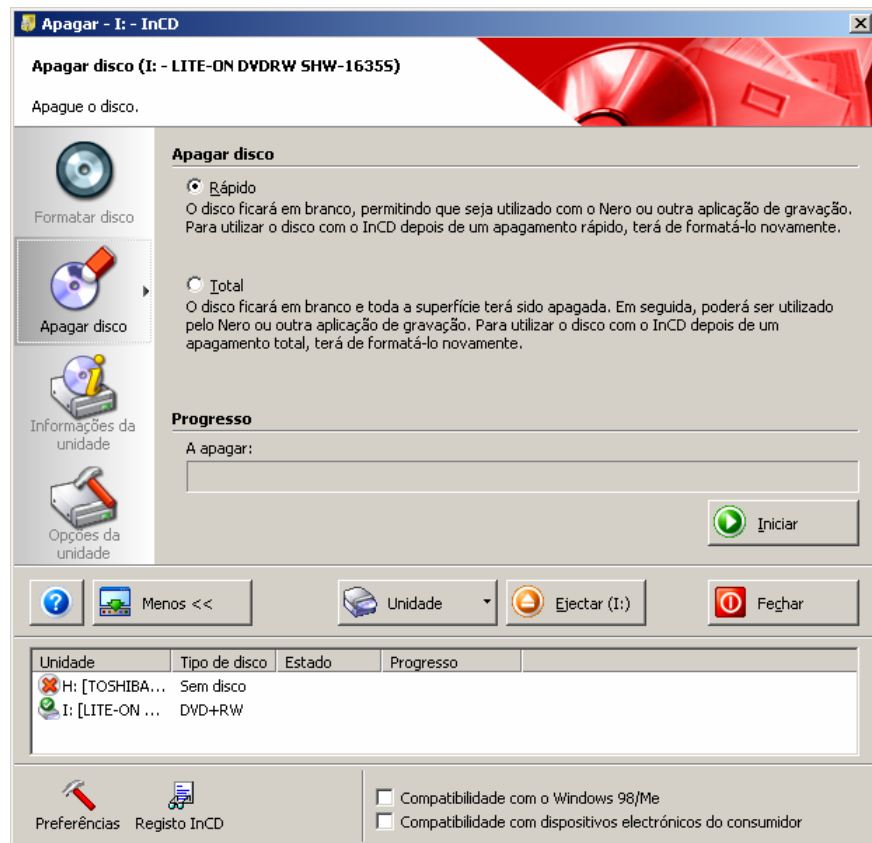 Apagar - I: - InCD
Apagar disco (I: - LITE-ON DVDRW SHW-1635S)
Apague o disco.
Formatar disco
Apagar disco
Informações da
unidade
Opções da
unidade
Apagar disco
Rápido
O disco ficará em branco, permitindo que seja utilizado com o Nero ou outra aplicação de gravação.
Para utilizar o disco com o InCD depois de um apagamento rápido, terá de formatá-lo novamente.
Total
O disco ficará em branco e toda a superfície terá sido apagada. Em seguida, poderá ser utilizado
pelo Nero ou outra aplicação de gravação. Para utilizar o disco com o InCD depois de um
apagamento total, terá de formatá-lo novamente.
Progresso
A apagar:
Iniciar
Menos <<
Unidade
Ejectar (I:)
Fechar
Unidade Tipo de disco Estado Progresso
H: [TOSHIBA... Sem disco
I: [LITE-ON ... DVD+RW
Preferências
Registo InCD
Compatibilidade com o Windows 98/Me
Compatibilidade com dispositivos electrónicos do consumidor